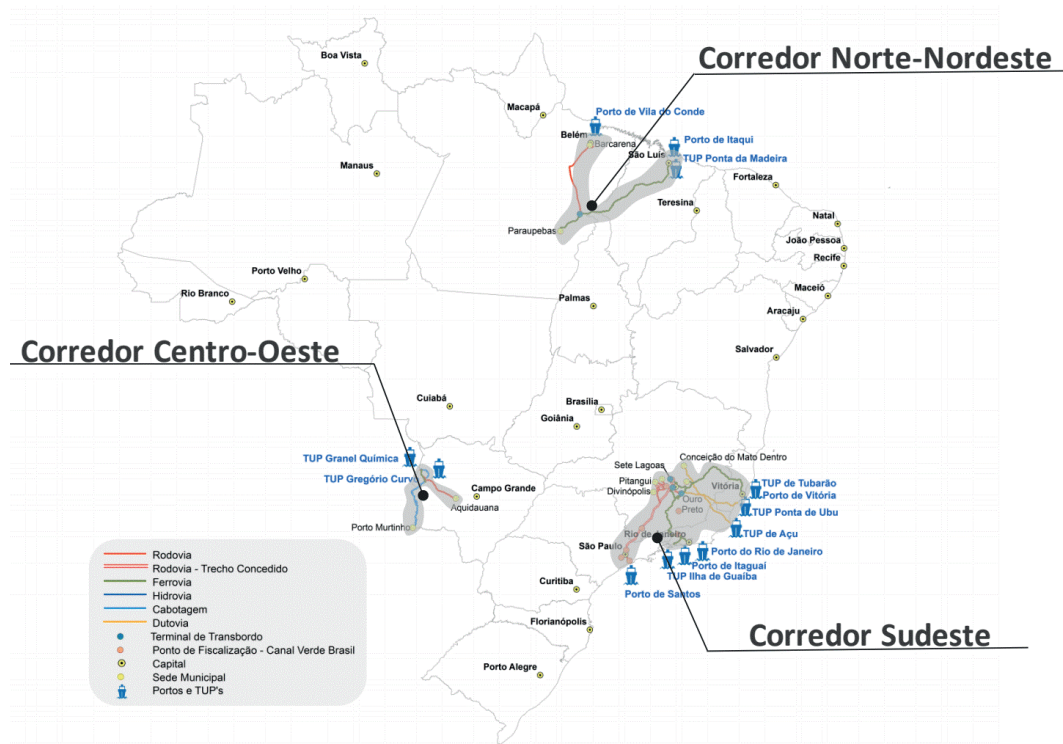 Corredor Norte-Nordeste
Boa Vista
Macapá
Porto de Vila do Conde
Belém
Barcarena
Porto de Itaqui
São Luís
TUP Ponta da Madeira
Manaus
Fortaleza
Teresina
Natal
Paraupebas
João Pessoa
Recife
Porto Velho
Rio Branco
Palmas
Maceió
Aracaju
Salvador
Corredor Centro-Oeste
Cuiabá
Brasília
Goiânia
TUP Granel Química
TUP Gregório Curvo
Campo Grande
Aquidauana
Porto Murtinho
Conceição do Mato Dentro
Sete Lagoas
Pitangui
Divinópolis
Vitória
Ouro
Preto
TUP de Tubarão
Porto de Vitória
TUP Ponta de Ubu
TUP de Açu
Rio de Janeiro
São Paulo
Porto do Rio de Janeiro
Porto de Itaguaí
TUP Ilha de Guaíba
Porto de Santos
Curitiba
Florianópolis
Porto Alegre
Corredor Sudeste
Rodovia
Rodovia - Trecho Concedido
Ferrovia
Hidrovia
Cabotagem
Dutovia
Terminal de Transbordo
Ponto de Fiscalização - Canal Verde Brasil
Capital
Sede Municipal
Portos e TUP's